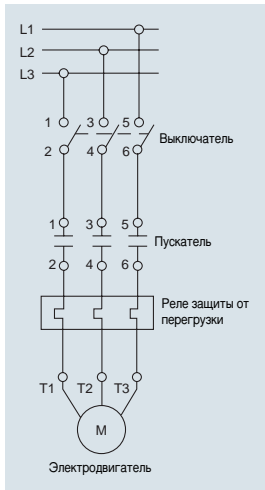 L1
L2
L3
1 3 5
Выключатель
2 4 6
1 3 5
Пускатель
2 4 6
Реле защиты от
перегрузки
T1 T2 T3
M
Электродвигатель